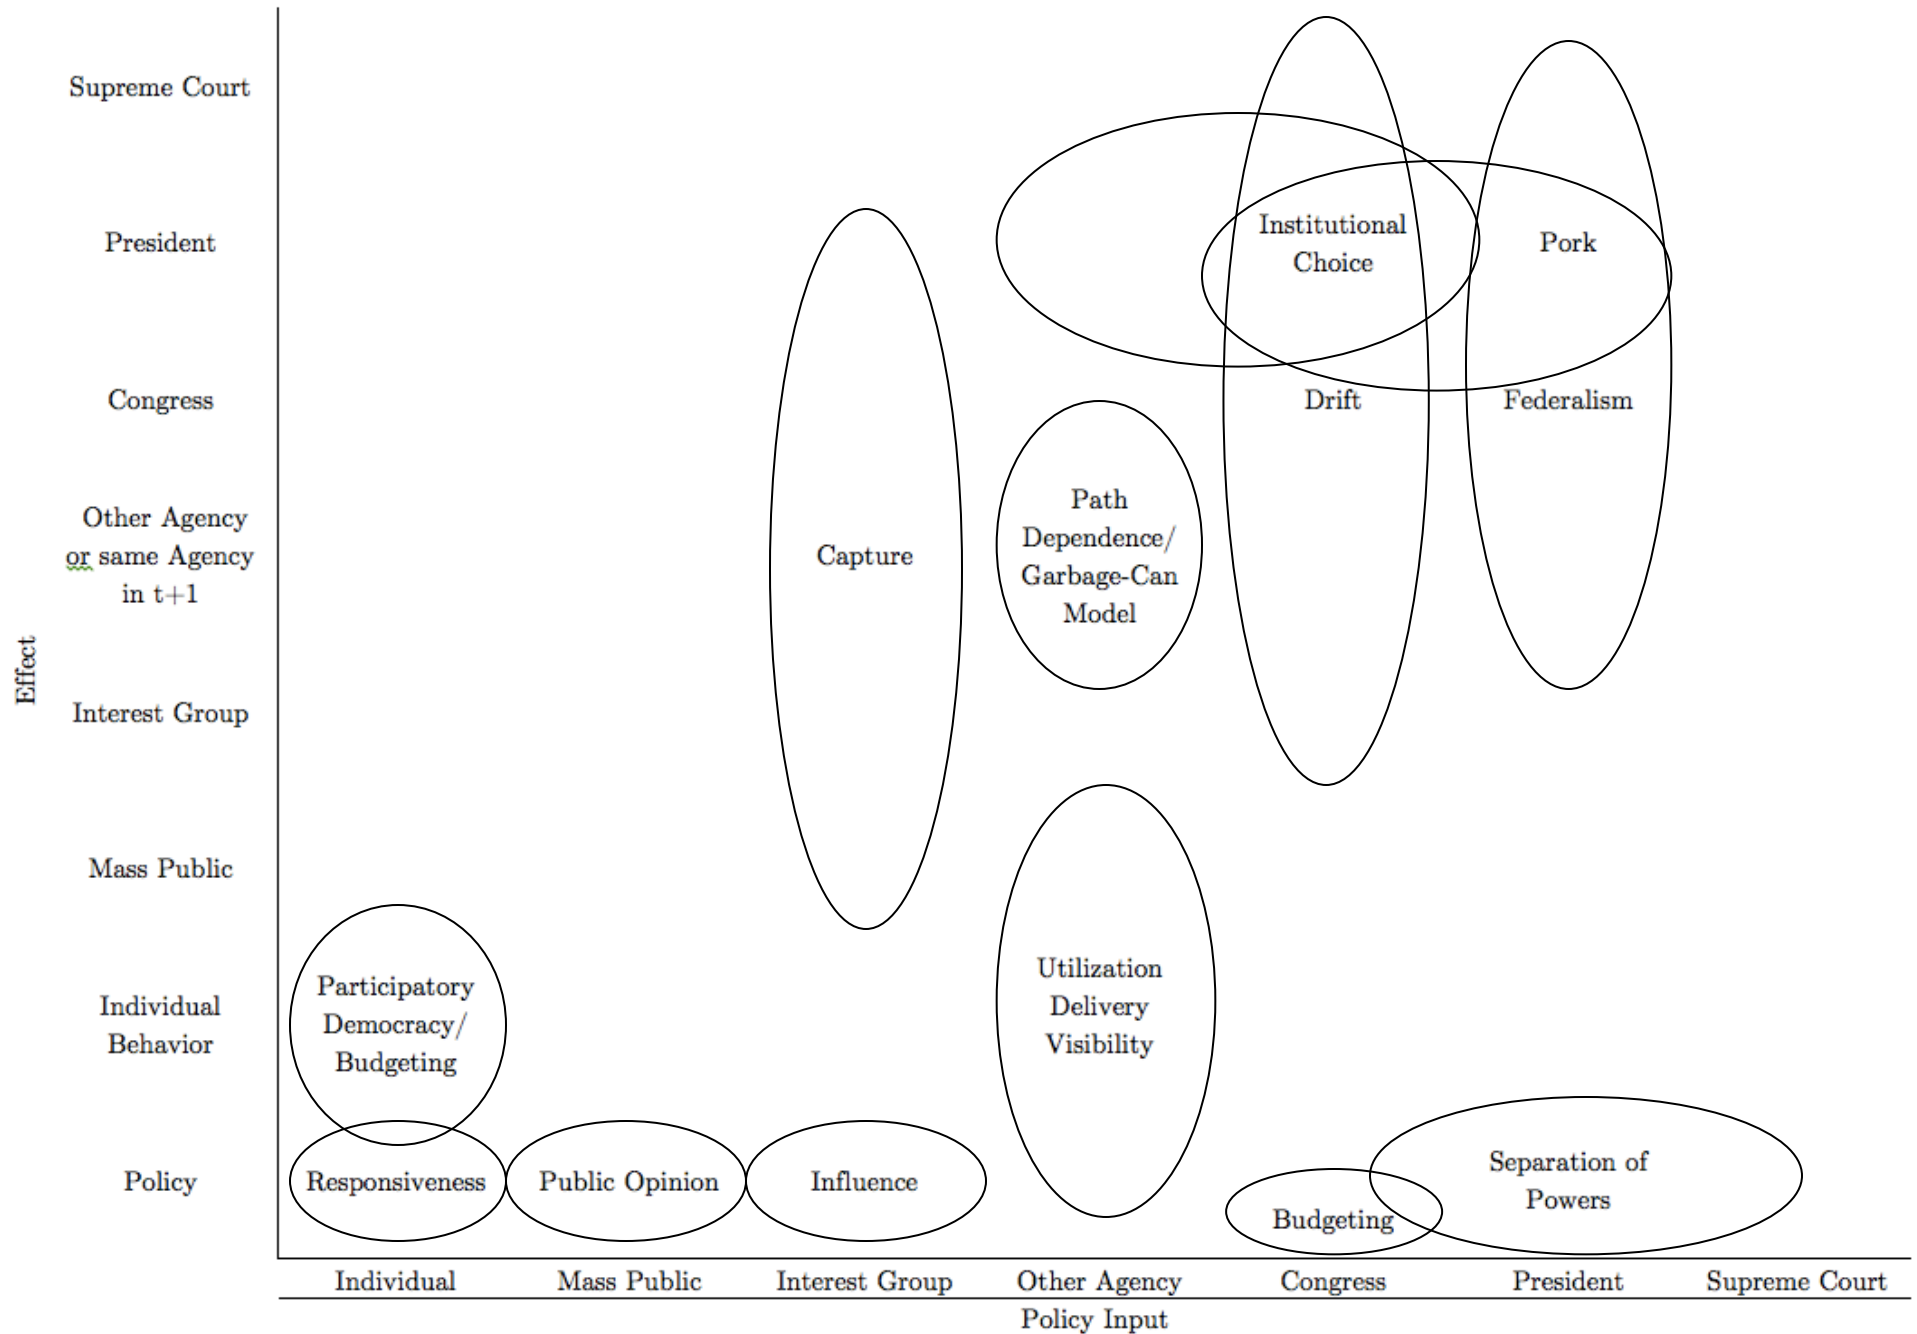 Supreme Court
President
Institutional
Choice
Pork
Congress
Drift
Federalism
Other Agency
or same Agency
in t+1
Capture
Path
Dependence/
Garbage-Can
Model
Effect
Interest Group
Mass Public
Individual
Behavior
Participatory
Democracy/
Budgeting
Utilization
Delivery
Visibility
Policy
Responsiveness
Public Opinion
Influence
Budgeting
Separation of
Powers
Individual
Mass Public
Interest Group
Other Agency
Congress
President
Supreme Court
Policy Input